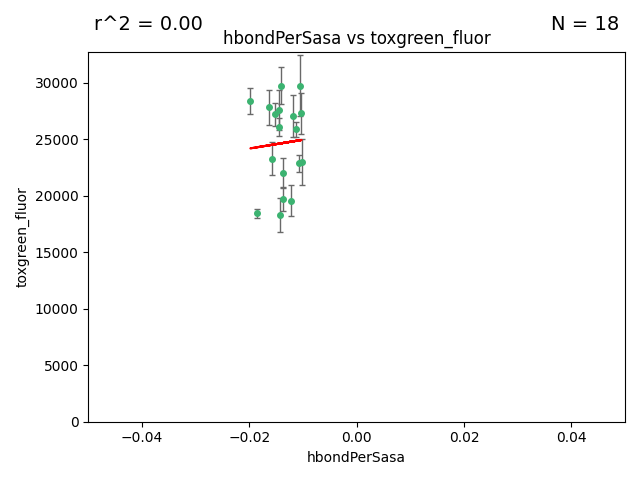 r^2 = 0.00
N = 18
hbondPerSasa vs toxgreen_fluor
toxgreen_fluor
30000
25000
20000
15000
10000
5000
0
−0.04
−0.02
0.00
0.02
0.04
hbondPerSasa